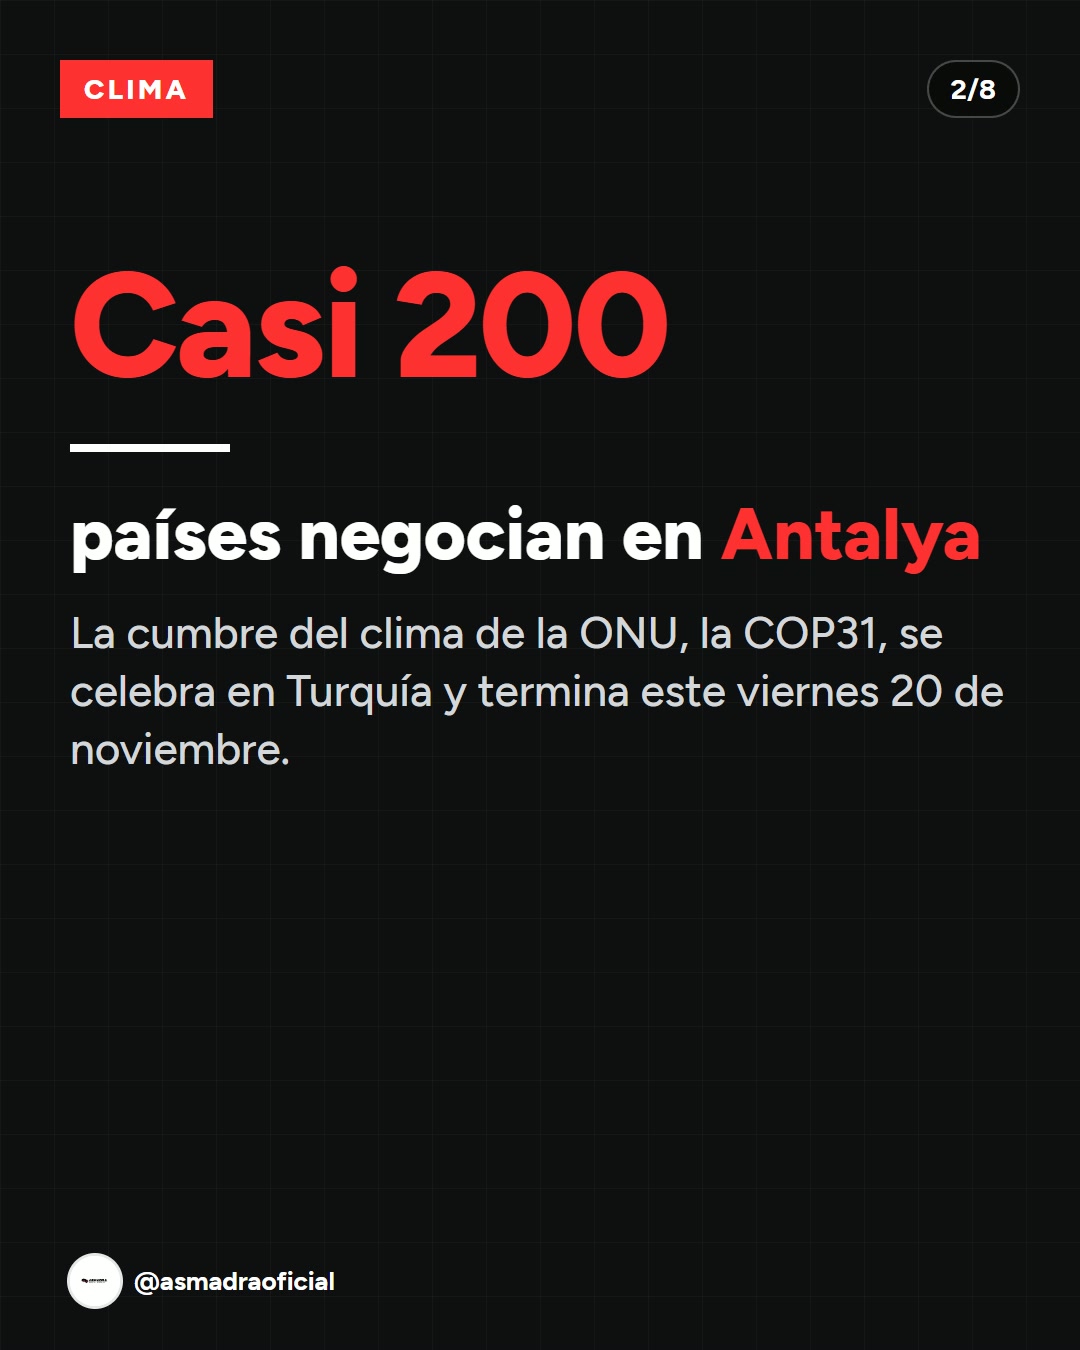 CLIMA
2/8
Casi 200
países negocian en Antalya
La cumbre del clima de la ONU, la COP31, se
celebra en Turquía y termina este viernes 20 de
noviembre.
@asmadraoficial